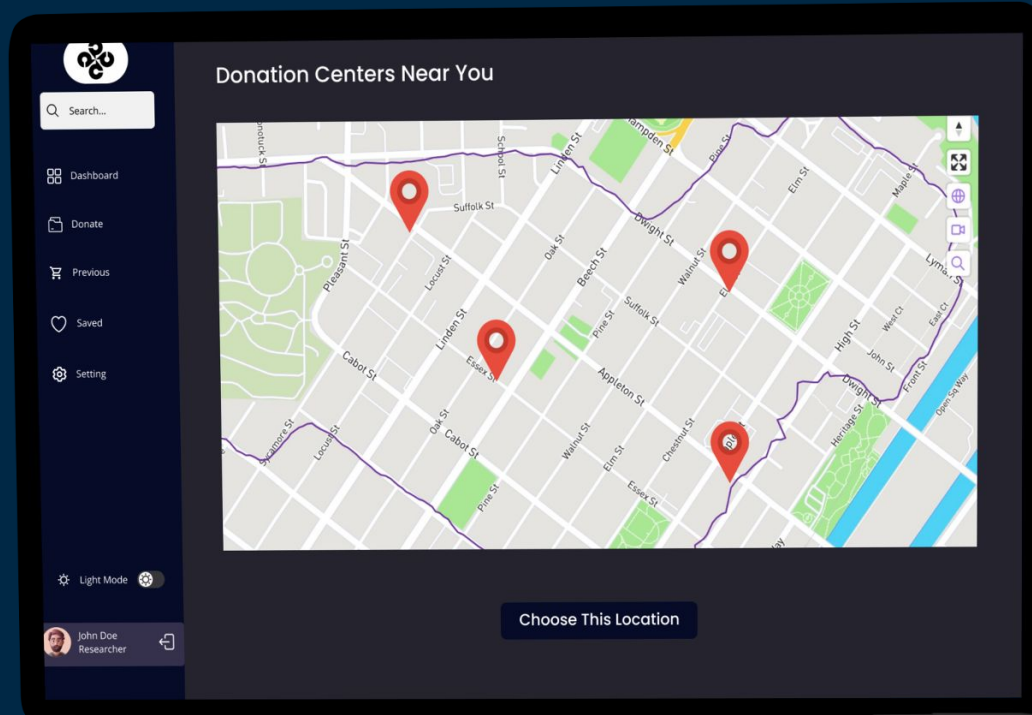 Search...
Dashboard
Donate
Previous
Saved
Setting
Light Mode
John Doe
Researcher
Donation Centers Near You
School St
Linden St
Pine St
Elm St
Maple St
Suffolk St
Dwight St
Oak St
Beech St
Walnut St
Pleasant St
Locust St
Linden St
Suffolk St
Pine St
High St
West Ct
East Ct
John St
Front St
Essex St
Cabot St
Appleton St
Dwight St
Open Sq Way
Heritage St
Oak St
Cabot St
Walnut St
Elm St
Chestnut St
Sycamore St
Locust St
Pine St
Essex St
Choose This Location